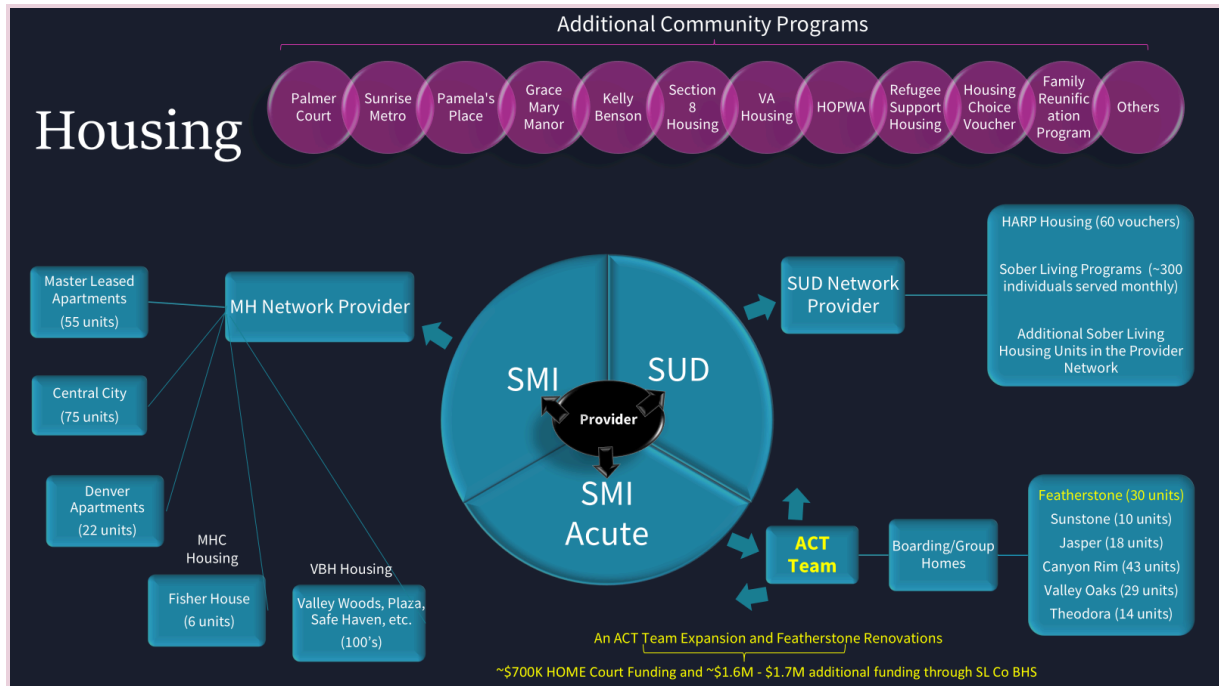 Additional Community Programs
Housing
Palmer
Court
Sunrise
Metro
Pamela's
Place
Grace
Mary
Manor
Kelly
Benson
Section
8
Housing
VA
Housing
HOPWA
Refugee
Support
Housing
Housing
Choice
Voucher
Family
Reunific
ation
Program
Others
Master Leased
Apartments
(55 units)
MH Network Provider
Central City
(75 units)
Denver
Apartments
(22 units)
MHC
Housing
Fisher House
(6 units)
VBH Housing
Valley Woods, Plaza,
Safe Haven, etc.
(100's)
SMI
SUD
Provider
SMI
Acute
SUD Network
Provider
HARP Housing (60 vouchers)
Sober Living Programs (~300
individuals served monthly)
Additional Sober Living
Housing Units in the Provider
Network
ACT
Team
Boarding/Group
Homes
Featherstone (30 units)
Sunstone (10 units)
Jasper (18 units)
Canyon Rim (43 units)
Valley Oaks (29 units)
Theodora (14 units)
An ACT Team Expansion and Featherstone Renovations
~$700K HOME Court Funding and ~$1.6M - $1.7M additional funding through SL Co BHS